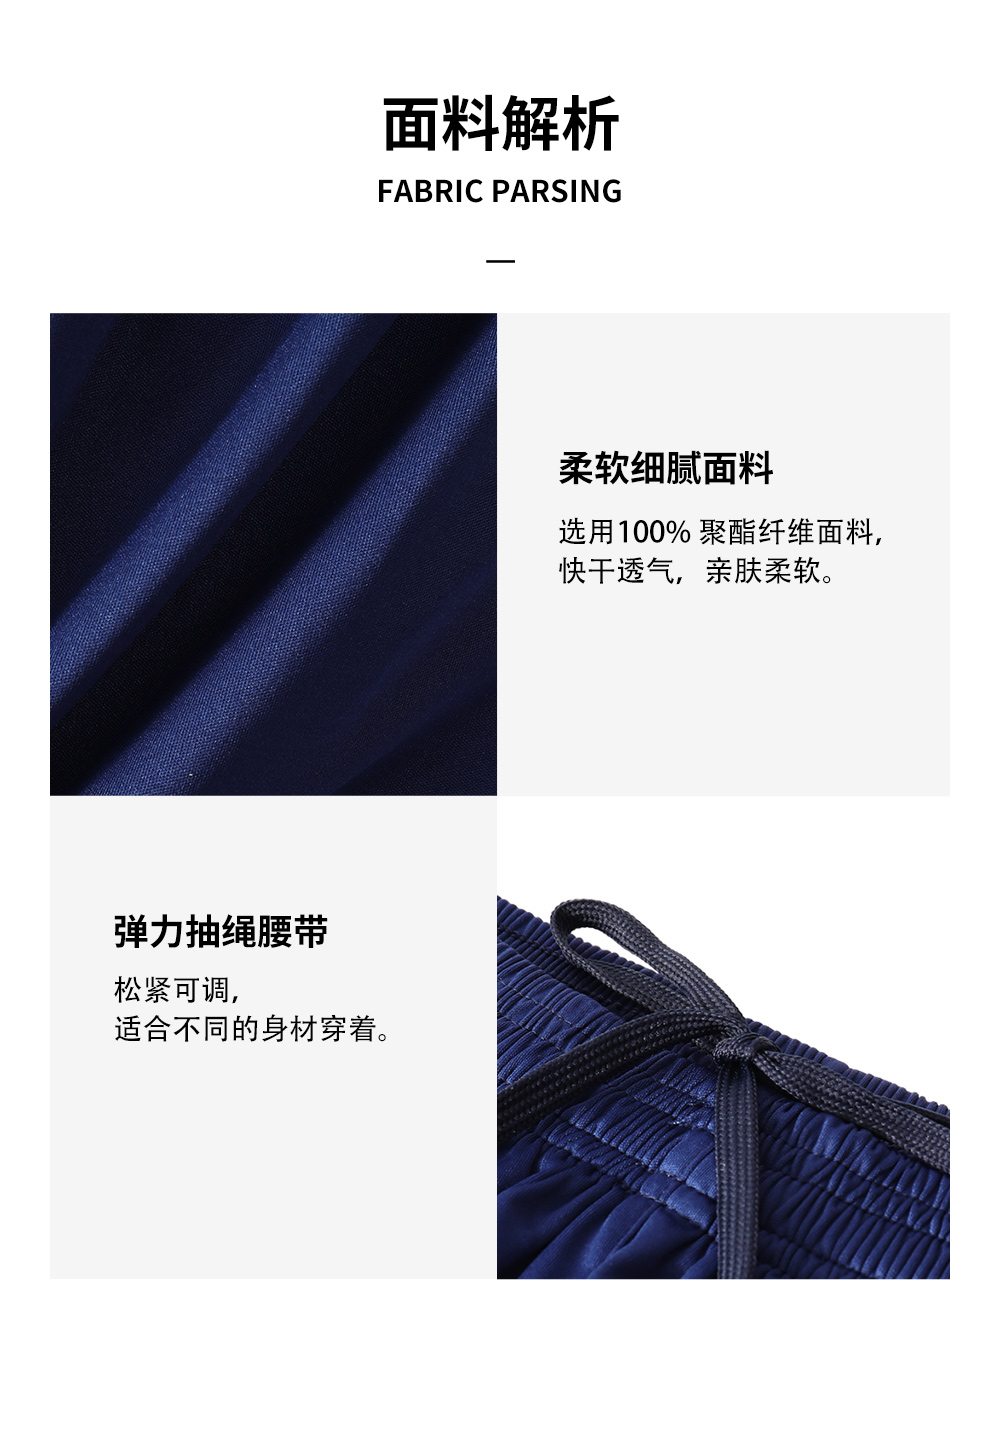 面料解析
FABRIC PARSING
柔软细腻面料
选用100% 聚酯纤维面料,
快干透气，亲肤柔软。
弹力抽绳腰带
松紧可调,
适合不同的身材穿着。